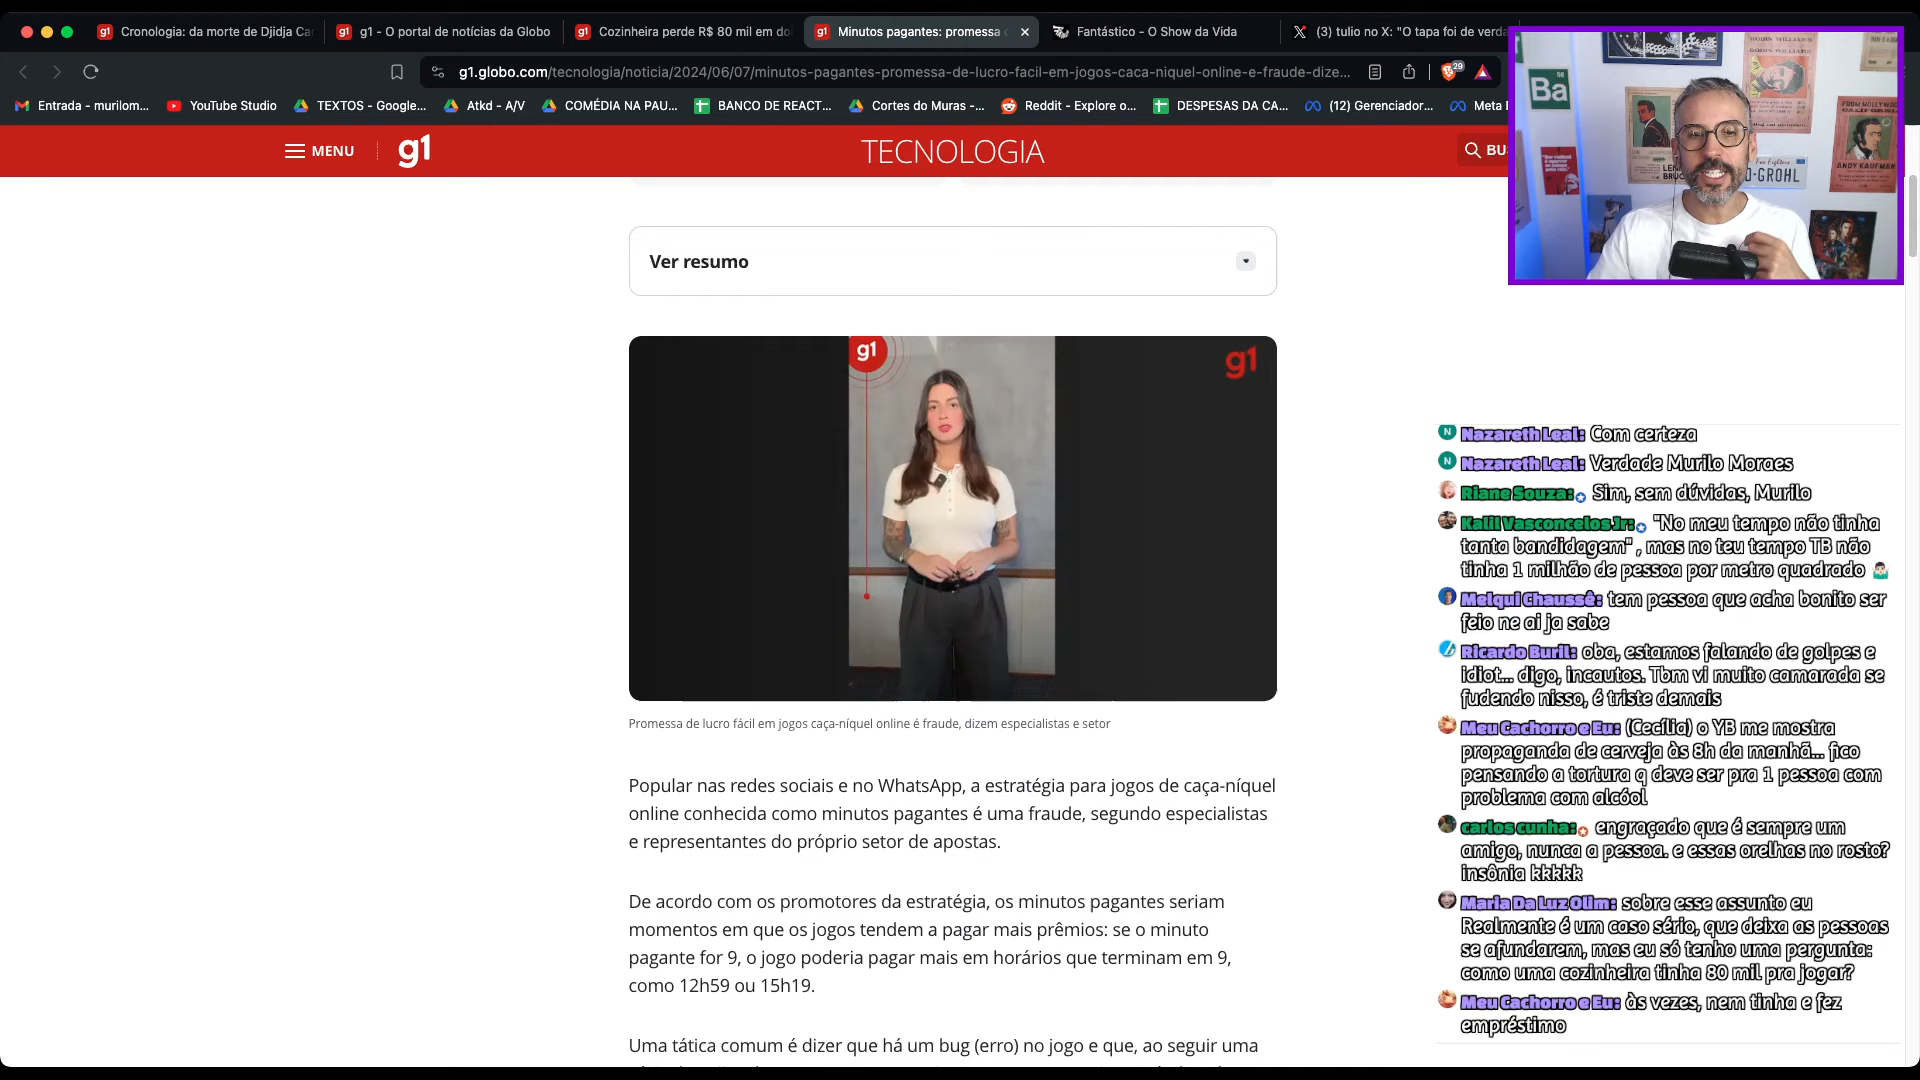 Cronologia: da morte de Djidja Ca
g1 - O portal de notícias da Globo
Cozinheira perde R$ 80 mil em do
Minutos pagantes: promessa
Fantástico - O Show da Vida
(3) tulio no X: "O tapa foi de verda
g1.globo.com/tecnologia/noticia/2024/06/07/minutos-pagantes-promessa-de-lucro-facil-em-jogos-caca-niquel-online-e-fraude-dize...
29
Entrada - murilom...
YouTube Studio
TEXTOS - Google...
Atkd - A/V
COMÉDIA NA PAU...
BANCO DE REACT...
Cortes do Muras -...
Reddit - Explore o...
DESPESAS DA CA...
(12) Gerenciador...
Meta
MENU
g1
TECNOLOGIA
BU
Ba
ROBIN WILLIAMS
FROM HOLLYWOOD
ANDY KAUFMAN
Foo Fighter
D-GROHL
LEN
BRUC
Ver resumo
g1
g1
Promessa de lucro fácil em jogos caça-níquel online é fraude, dizem especialistas e setor
Popular nas redes sociais e no WhatsApp, a estratégia para jogos de caça-níquel
online conhecida como minutos pagantes é uma fraude, segundo especialistas
e representantes do próprio setor de apostas.
De acordo com os promotores da estratégia, os minutos pagantes seriam
momentos em que os jogos tendem a pagar mais prêmios: se o minuto
pagante for 9, o jogo poderia pagar mais em horários que terminam em 9,
como 12h59 ou 15h19.
Uma tática comum é dizer que há um bug (erro) no jogo e que, ao seguir uma
N Nazareth Leal: Com certeza
N Nazareth Leal: Verdade Murilo Moraes
Riane Souza: Sim, sem dúvidas, Murilo
Kalil Vasconcelos Jr: "No meu tempo não tinha
tanta bandidagem" , mas no teu tempo TB não
tinha 1 milhão de pessoa por metro quadrado 🤷🏻‍♂️
Melqui Chaussê: tem pessoa que acha bonito ser
feio ne ai ja sabe
Ricardo Buril: oba, estamos falando de golpes e
idiot... digo, incautos. Tbm vi muito camarada se
fudendo nisso, é triste demais
Meu Cachorro e Eu: (Cecília) o YB me mostra
propaganda de cerveja às 8h da manhã... fico
pensando a tortura q deve ser pra 1 pessoa com
problema com alcóol
carlos cunha: engraçado que é sempre um
amigo, nunca a pessoa. e essas orelhas no rosto?
insônia kkkkk
Maria Da Luz Olim: sobre esse assunto eu
Realmente é um caso sério, que deixa as pessoas
se afundarem, mas eu só tenho uma pergunta:
como uma cozinheira tinha 80 mil pra jogar?
Meu Cachorro e Eu: às vezes, nem tinha e fez
empréstimo